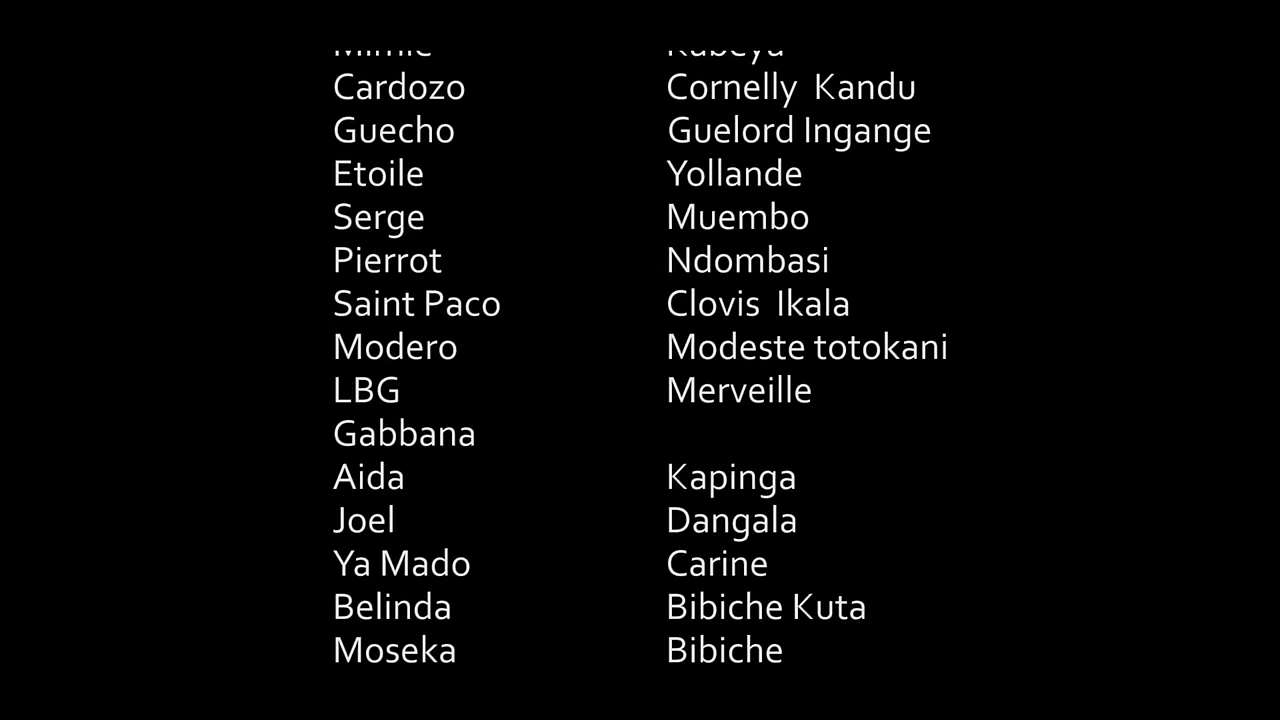 Cardozo Cornelly Kandu
Guecho Guelord Ingange
Etoile Yollande
Serge Muembo
Pierrot Ndombasi
Saint Paco Clovis Ikala
Modero Modeste totokani
LBG Merveille
Gabbana
Aida Kapinga
Joel Dangala
Ya Mado Carine
Belinda Bibiche Kuta
Moseka Bibiche